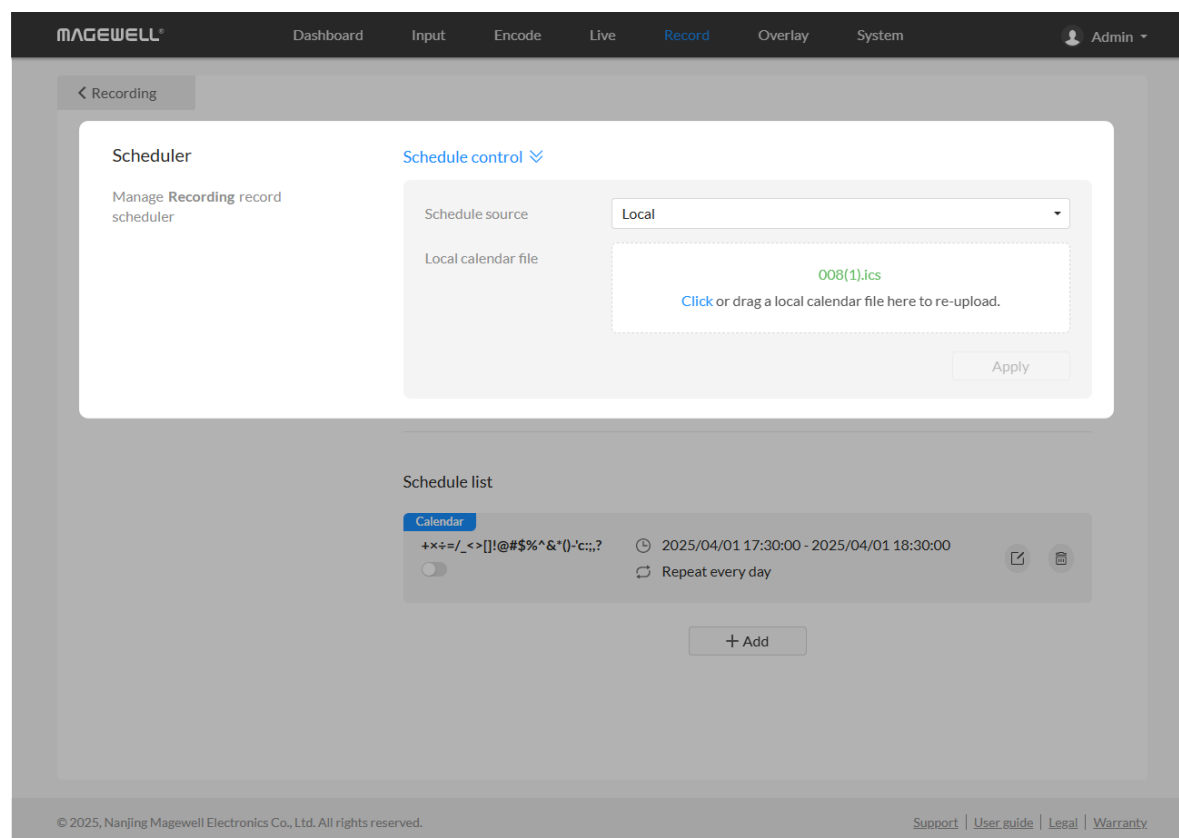 MAGEWELL®
Dashboard Input Encode Live Record Overlay System Admin
Recording
Scheduler
Manage Recording record
scheduler
Schedule control
Schedule source Local
Local calendar file
008(1).ics
Click or drag a local calendar file here to re-upload.
Apply
Schedule list
Calendar
+×÷=/_<>[]!@#$%^&*()-'c:;,? 2025/04/01 17:30:00 - 2025/04/01 18:30:00
Repeat every day
+ Add
© 2025, Nanjing Magewell Electronics Co., Ltd. All rights reserved. Support | User guide | Legal | Warranty